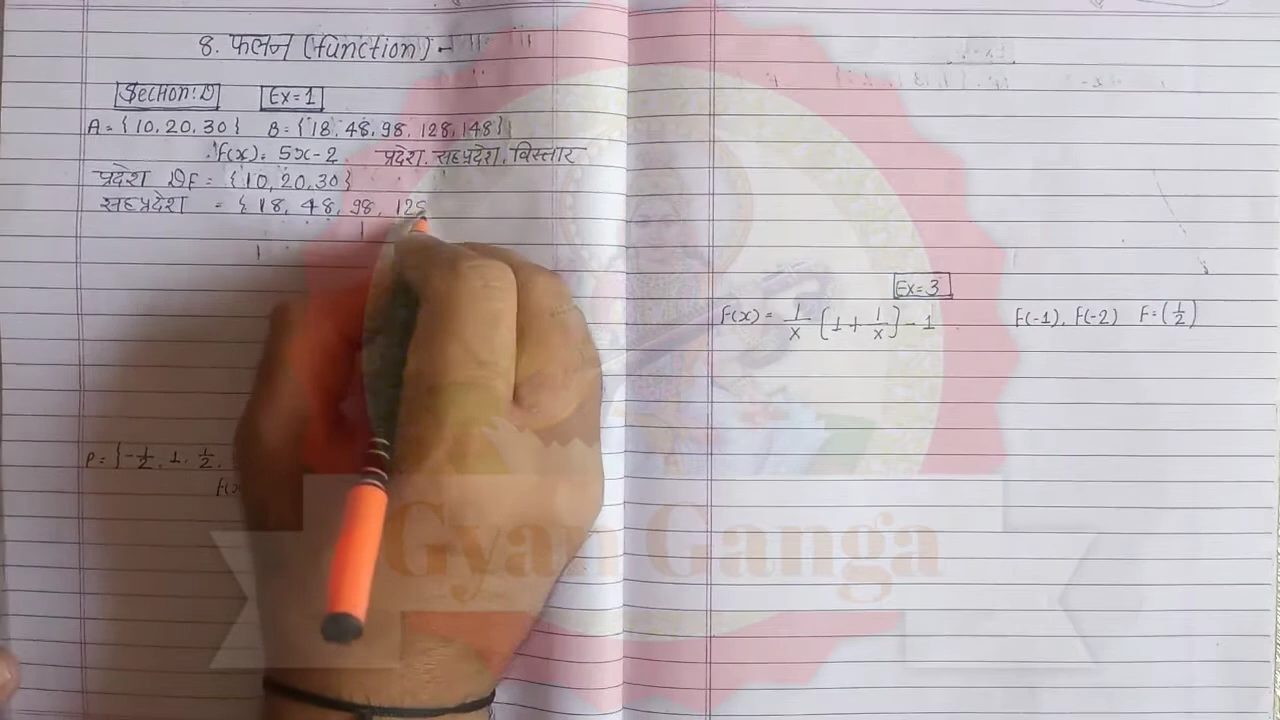 8. फलन (function) -
Section: D Ex=1
A = {10, 20, 30} B = {18, 48, 98, 128, 148}
f(x) = 5x-2 प्रदेश, सहप्रदेश, विस्तार
प्रदेश DF = {10, 20, 30}
सहप्रदेश = {18, 48, 98, 128
P = {-1/2, 1, 1/2,
f(x
Ex=3
F(x) = 1/x [1 + 1/x] - 1 F(-1), F(-2) F=(1/2)
Gyan Ganga